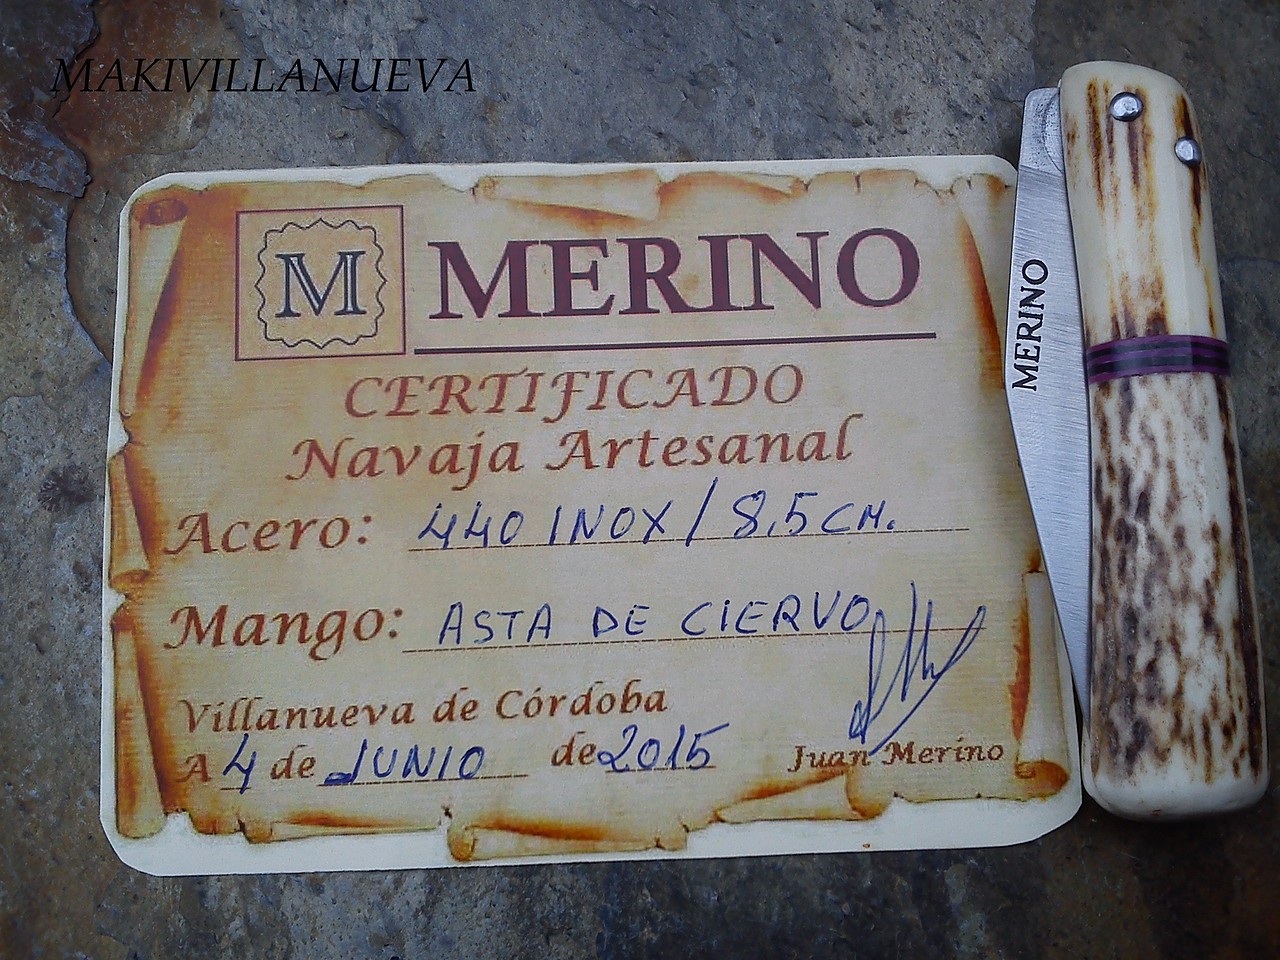 MAKIVILLANUEVA
M MERINO
CERTIFICADO
Navaja Artesanal
Acero: 440 INOX / 8,5 CM.
Mango: ASTA DE CIERVO
Villanueva de Córdoba
A 4 de JUNIO de 2015
Juan Merino
MERINO